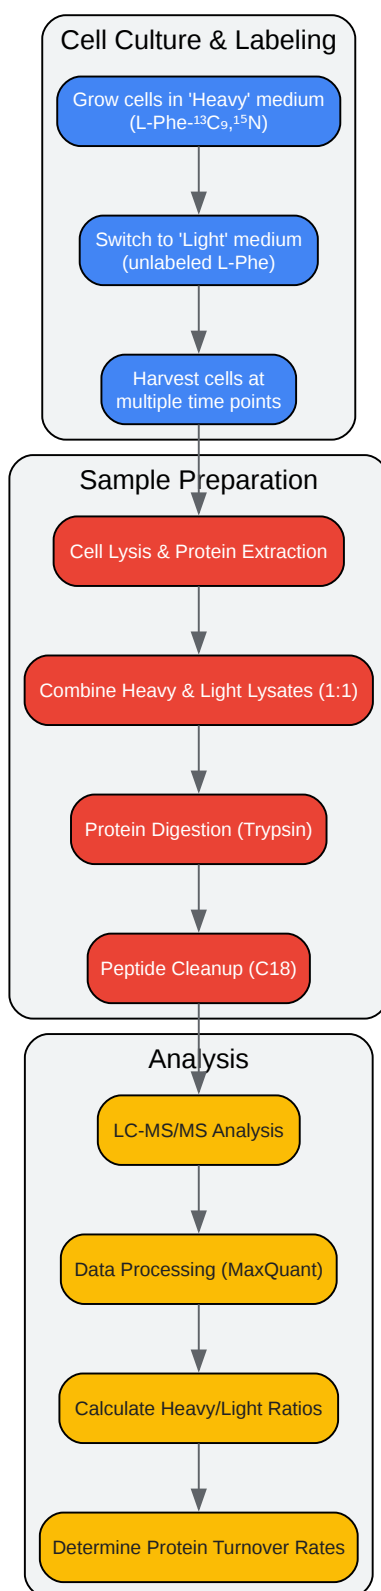 Cell Culture & Labeling
Grow cells in 'Heavy' medium
(L-Phe-¹³C₉,¹⁵N)
Switch to 'Light' medium
(unlabeled L-Phe)
Harvest cells at
multiple time points
Sample Preparation
Cell Lysis & Protein Extraction
Combine Heavy & Light Lysates (1:1)
Protein Digestion (Trypsin)
Peptide Cleanup (C18)
Analysis
LC-MS/MS Analysis
Data Processing (MaxQuant)
Calculate Heavy/Light Ratios
Determine Protein Turnover Rates